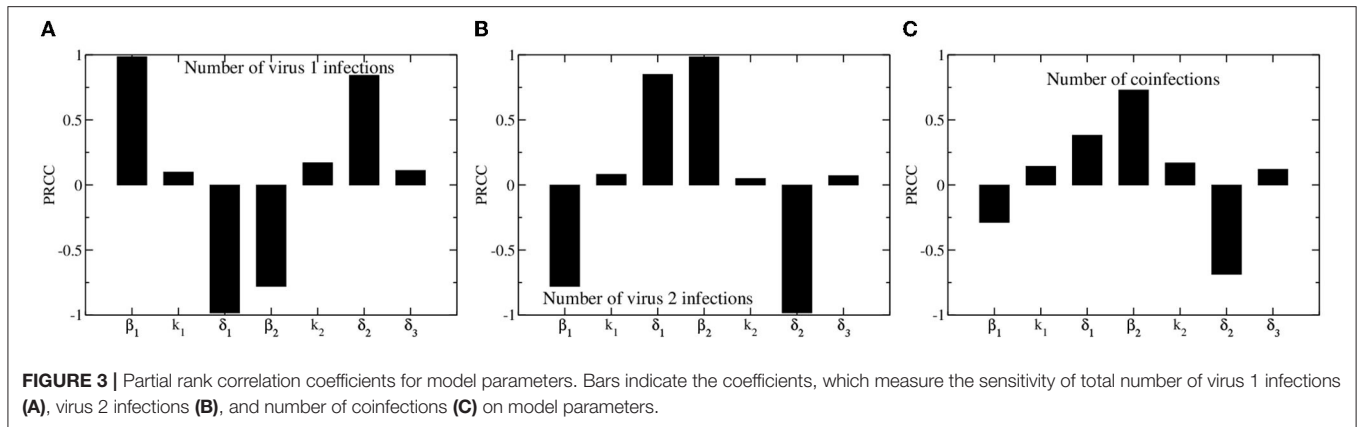 A
B
C
1
0.5
0
-0.5
-1
PRCC
Number of virus 1 infections
β1
k1
δ1
β2
k2
δ2
δ3
1
0.5
0
-0.5
-1
PRCC
Number of virus 2 infections
β1
k1
δ1
β2
k2
δ2
δ3
1
0.5
0
-0.5
-1
PRCC
Number of coinfections
β1
k1
δ1
β2
k2
δ2
δ3
FIGURE 3 | Partial rank correlation coefficients for model parameters. Bars indicate the coefficients, which measure the sensitivity of total number of virus 1 infections
(A), virus 2 infections (B), and number of coinfections (C) on model parameters.